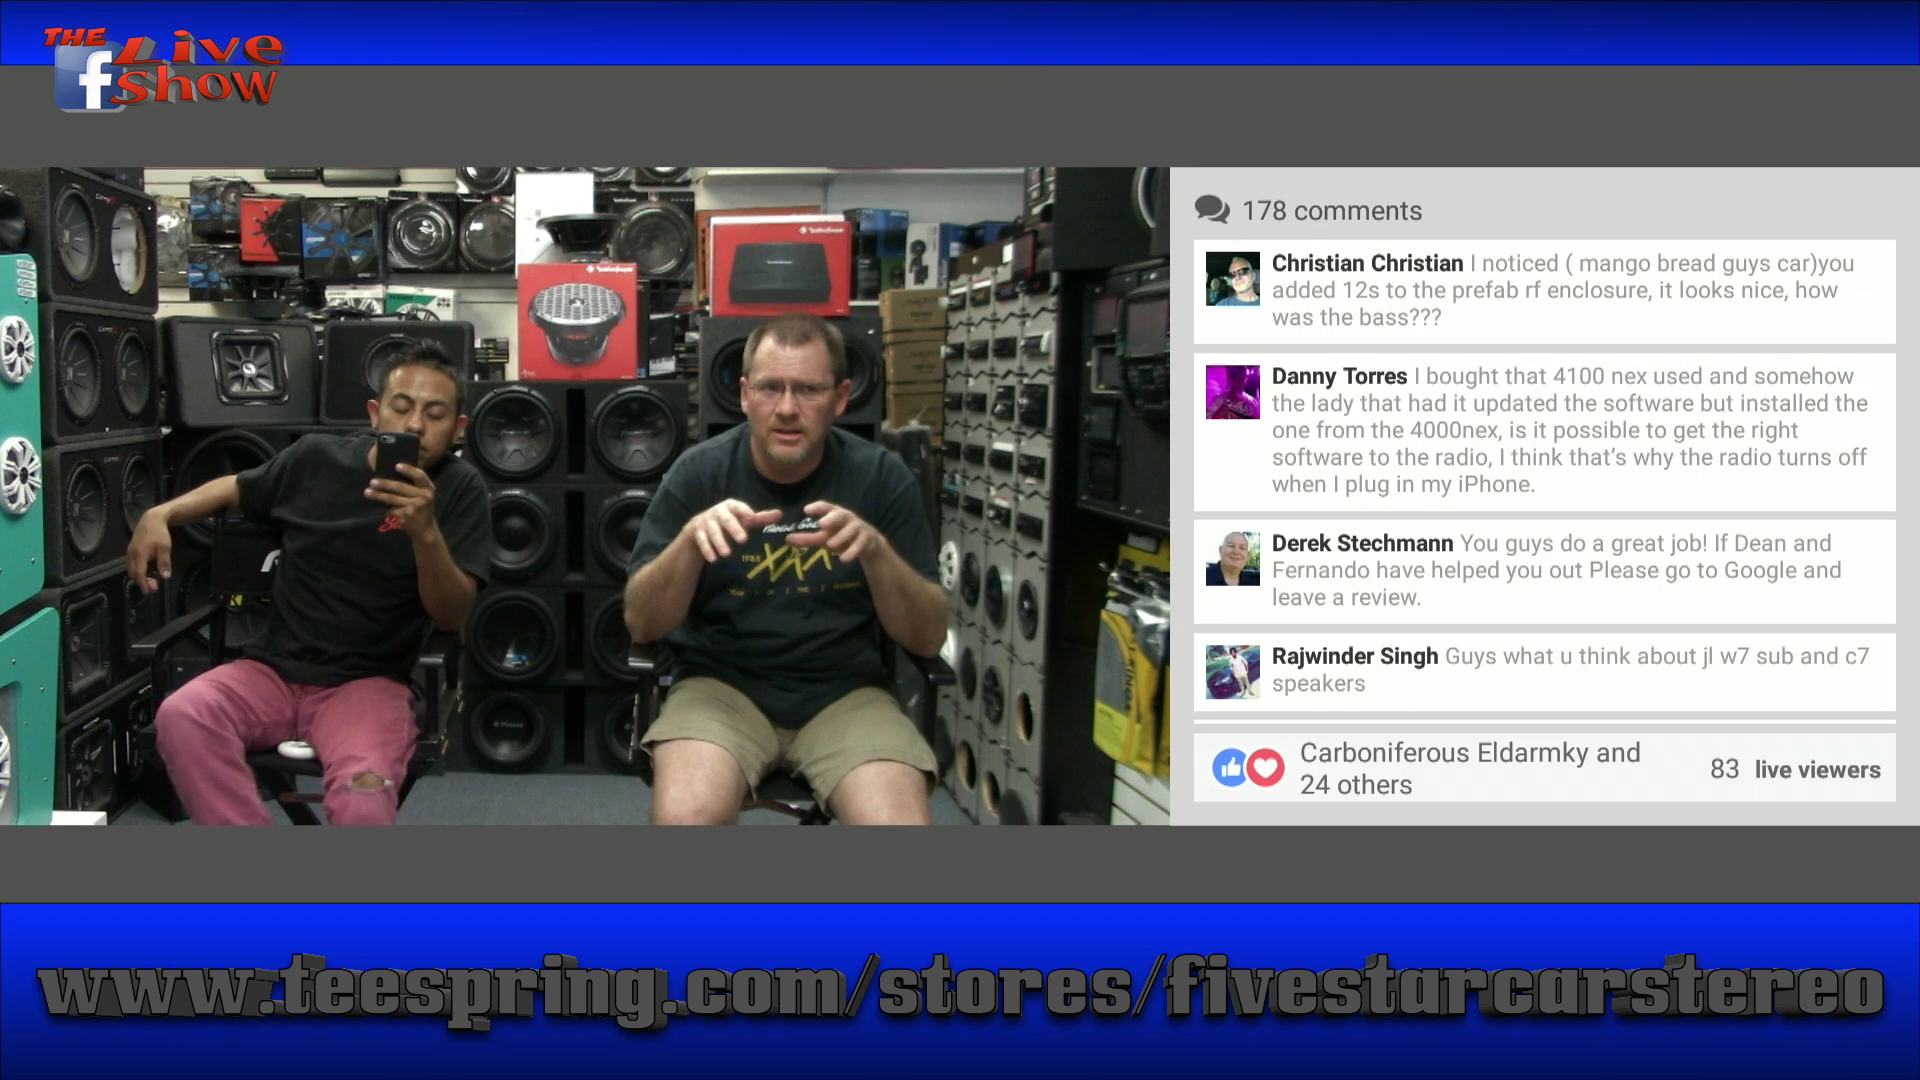 THE
Live
f Show
178 comments
Christian Christian I noticed ( mango bread guys car)you
added 12s to the prefab rf enclosure, it looks nice, how
was the bass???
Danny Torres I bought that 4100 nex used and somehow
the lady that had it updated the software but installed the
one from the 4000nex, is it possible to get the right
software to the radio, I think that’s why the radio turns off
when I plug in my iPhone.
Derek Stechmann You guys do a great job! If Dean and
Fernando have helped you out Please go to Google and
leave a review.
Rajwinder Singh Guys what u think about jl w7 sub and c7
speakers
Carboniferous Eldarmky and
24 others
83 live viewers
1985 XXX
YEAR OF THE
www.teespring.com/stores/fivestarcarstereo